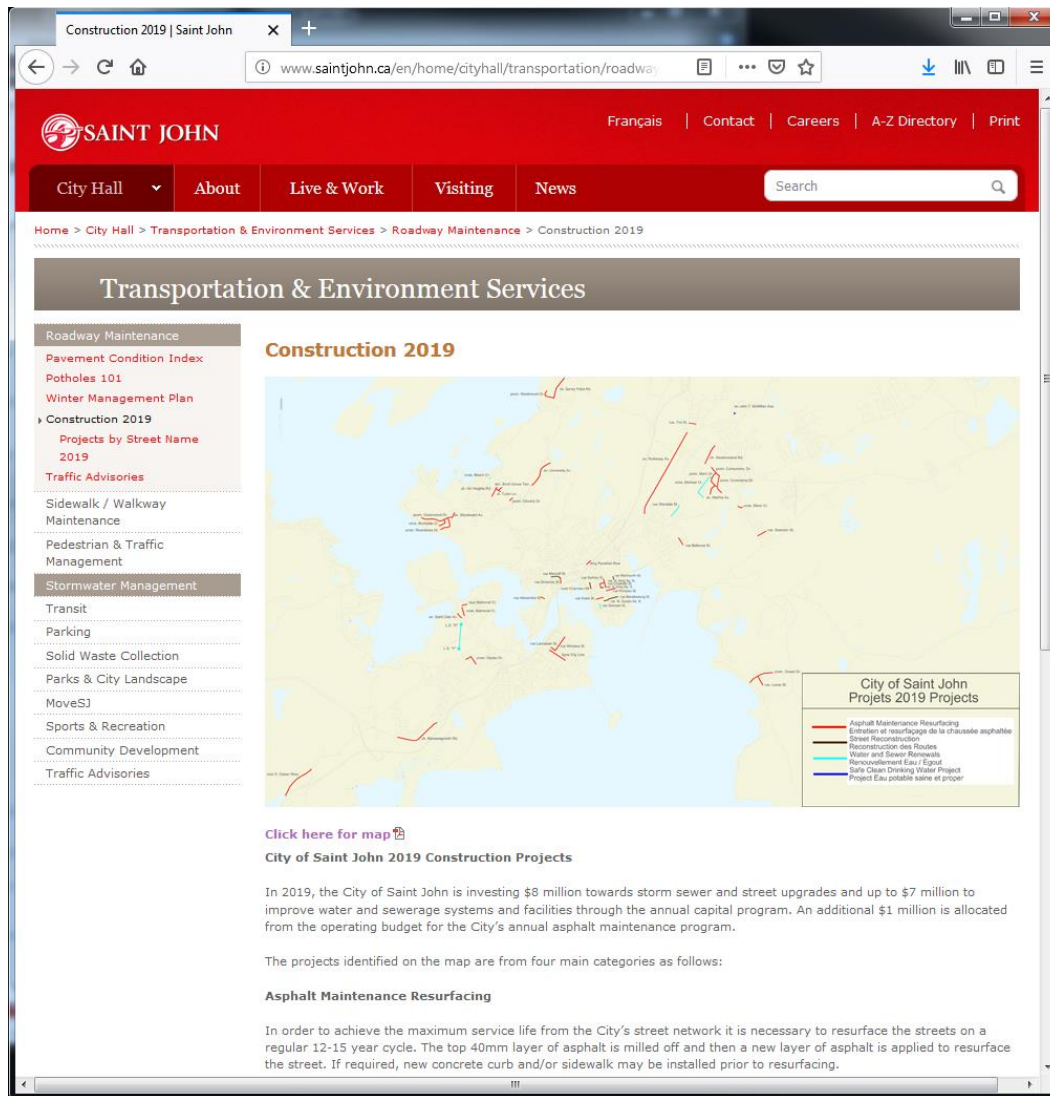 Construction 2019 | Saint John
www.saintjohn.ca/en/home/cityhall/transportation/roadway
SAINT JOHN
Français | Contact | Careers | A-Z Directory | Print
City Hall About Live & Work Visiting News Search
Home > City Hall > Transportation & Environment Services > Roadway Maintenance > Construction 2019
Transportation & Environment Services
Roadway Maintenance
Pavement Condition Index
Potholes 101
Winter Management Plan
Construction 2019
Projects by Street Name
2019
Traffic Advisories
Sidewalk / Walkway
Maintenance
Pedestrian & Traffic
Management
Stormwater Management
Transit
Parking
Solid Waste Collection
Parks & City Landscape
MoveSJ
Sports & Recreation
Community Development
Traffic Advisories
Construction 2019
City of Saint John
Projets 2019 Projects
Asphalt Maintenance Resurfacing
Entretien et resurfaçage de la chaussée asphaltée
Street Reconstruction
Reconstruction des Routes
Water and Sewer Renewals
Renouvellement Eau / Égout
Safe Clean Drinking Water Project
Project Eau potable saine et proper
Click here for map
City of Saint John 2019 Construction Projects
In 2019, the City of Saint John is investing $8 million towards storm sewer and street upgrades and up to $7 million to
improve water and sewerage systems and facilities through the annual capital program. An additional $1 million is allocated
from the operating budget for the City's annual asphalt maintenance program.
The projects identified on the map are from four main categories as follows:
Asphalt Maintenance Resurfacing
In order to achieve the maximum service life from the City's street network it is necessary to resurface the streets on a
regular 12-15 year cycle. The top 40mm layer of asphalt is milled off and then a new layer of asphalt is applied to resurface
the street. If required, new concrete curb and/or sidewalk may be installed prior to resurfacing.